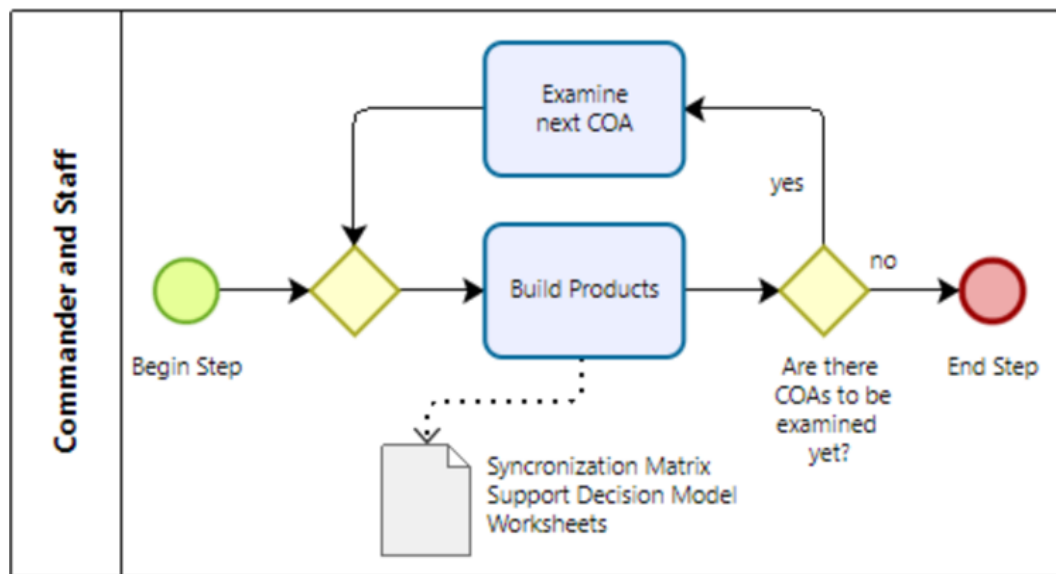 Commander and Staff
Examine
next COA
yes
Build Products
no
Begin Step
Are there
COAs to be
examined
yet?
End Step
Syncronization Matrix
Support Decision Model
Worksheets